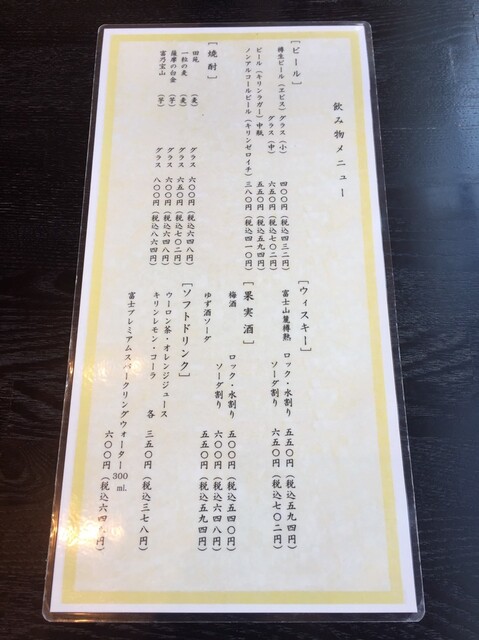 飲み物メニュー
[ビール]
樽生ビール(エビス)グラス(小) 四〇〇円(税込四三二円)
グラス(中) 六五〇円(税込七〇二円)
ビール(キリンラガー)中瓶 五五〇円(税込五九四円)
ノンアルコールビール(キリンゼロイチ) 三八〇円(税込四一〇円)
[焼酎]
田苑 (麦) グラス 六〇〇円(税込六四八円)
一粒の麦 (麦) グラス 六五〇円(税込七〇二円)
薩摩の白金 (芋) グラス 六〇〇円(税込六四八円)
富乃宝山 (芋) グラス 八〇〇円(税込八六四円)
[ウィスキー]
富士山麓樽熟 ロック・水割り 五五〇円(税込五九四円)
ソーダ割り 六五〇円(税込七〇二円)
[果実酒]
梅酒 ロック・水割り 五〇〇円(税込五四〇円)
ソーダ割り 六〇〇円(税込六四八円)
ゆず酒ソーダ 五五〇円(税込五九四円)
[ソフトドリンク]
ウーロン茶・オレンジジュース
キリンレモン・コーラ 各 三五〇円(税込三七八円)
富士プレミアムスパークリングウォーター 300ml.
六〇〇円(税込六四八円)